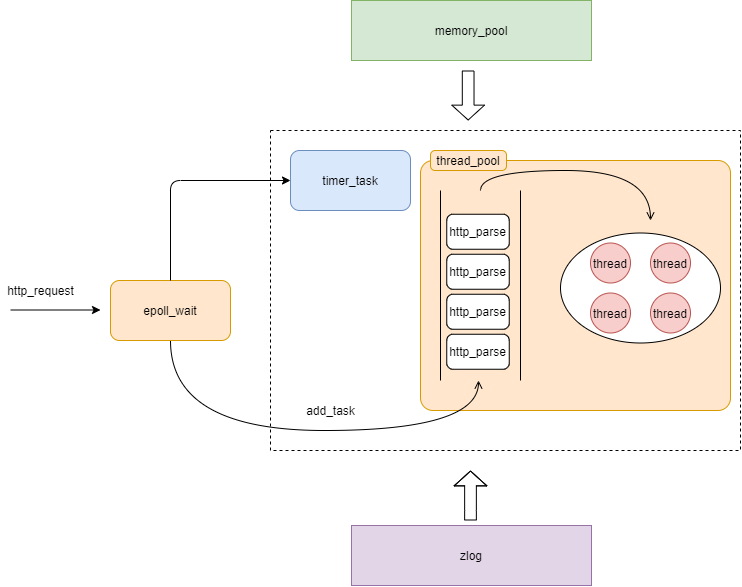 memory_pool
timer_task
thread_pool
http_parse
http_parse
http_parse
http_parse
thread
thread
thread
thread
http_request
epoll_wait
add_task
zlog